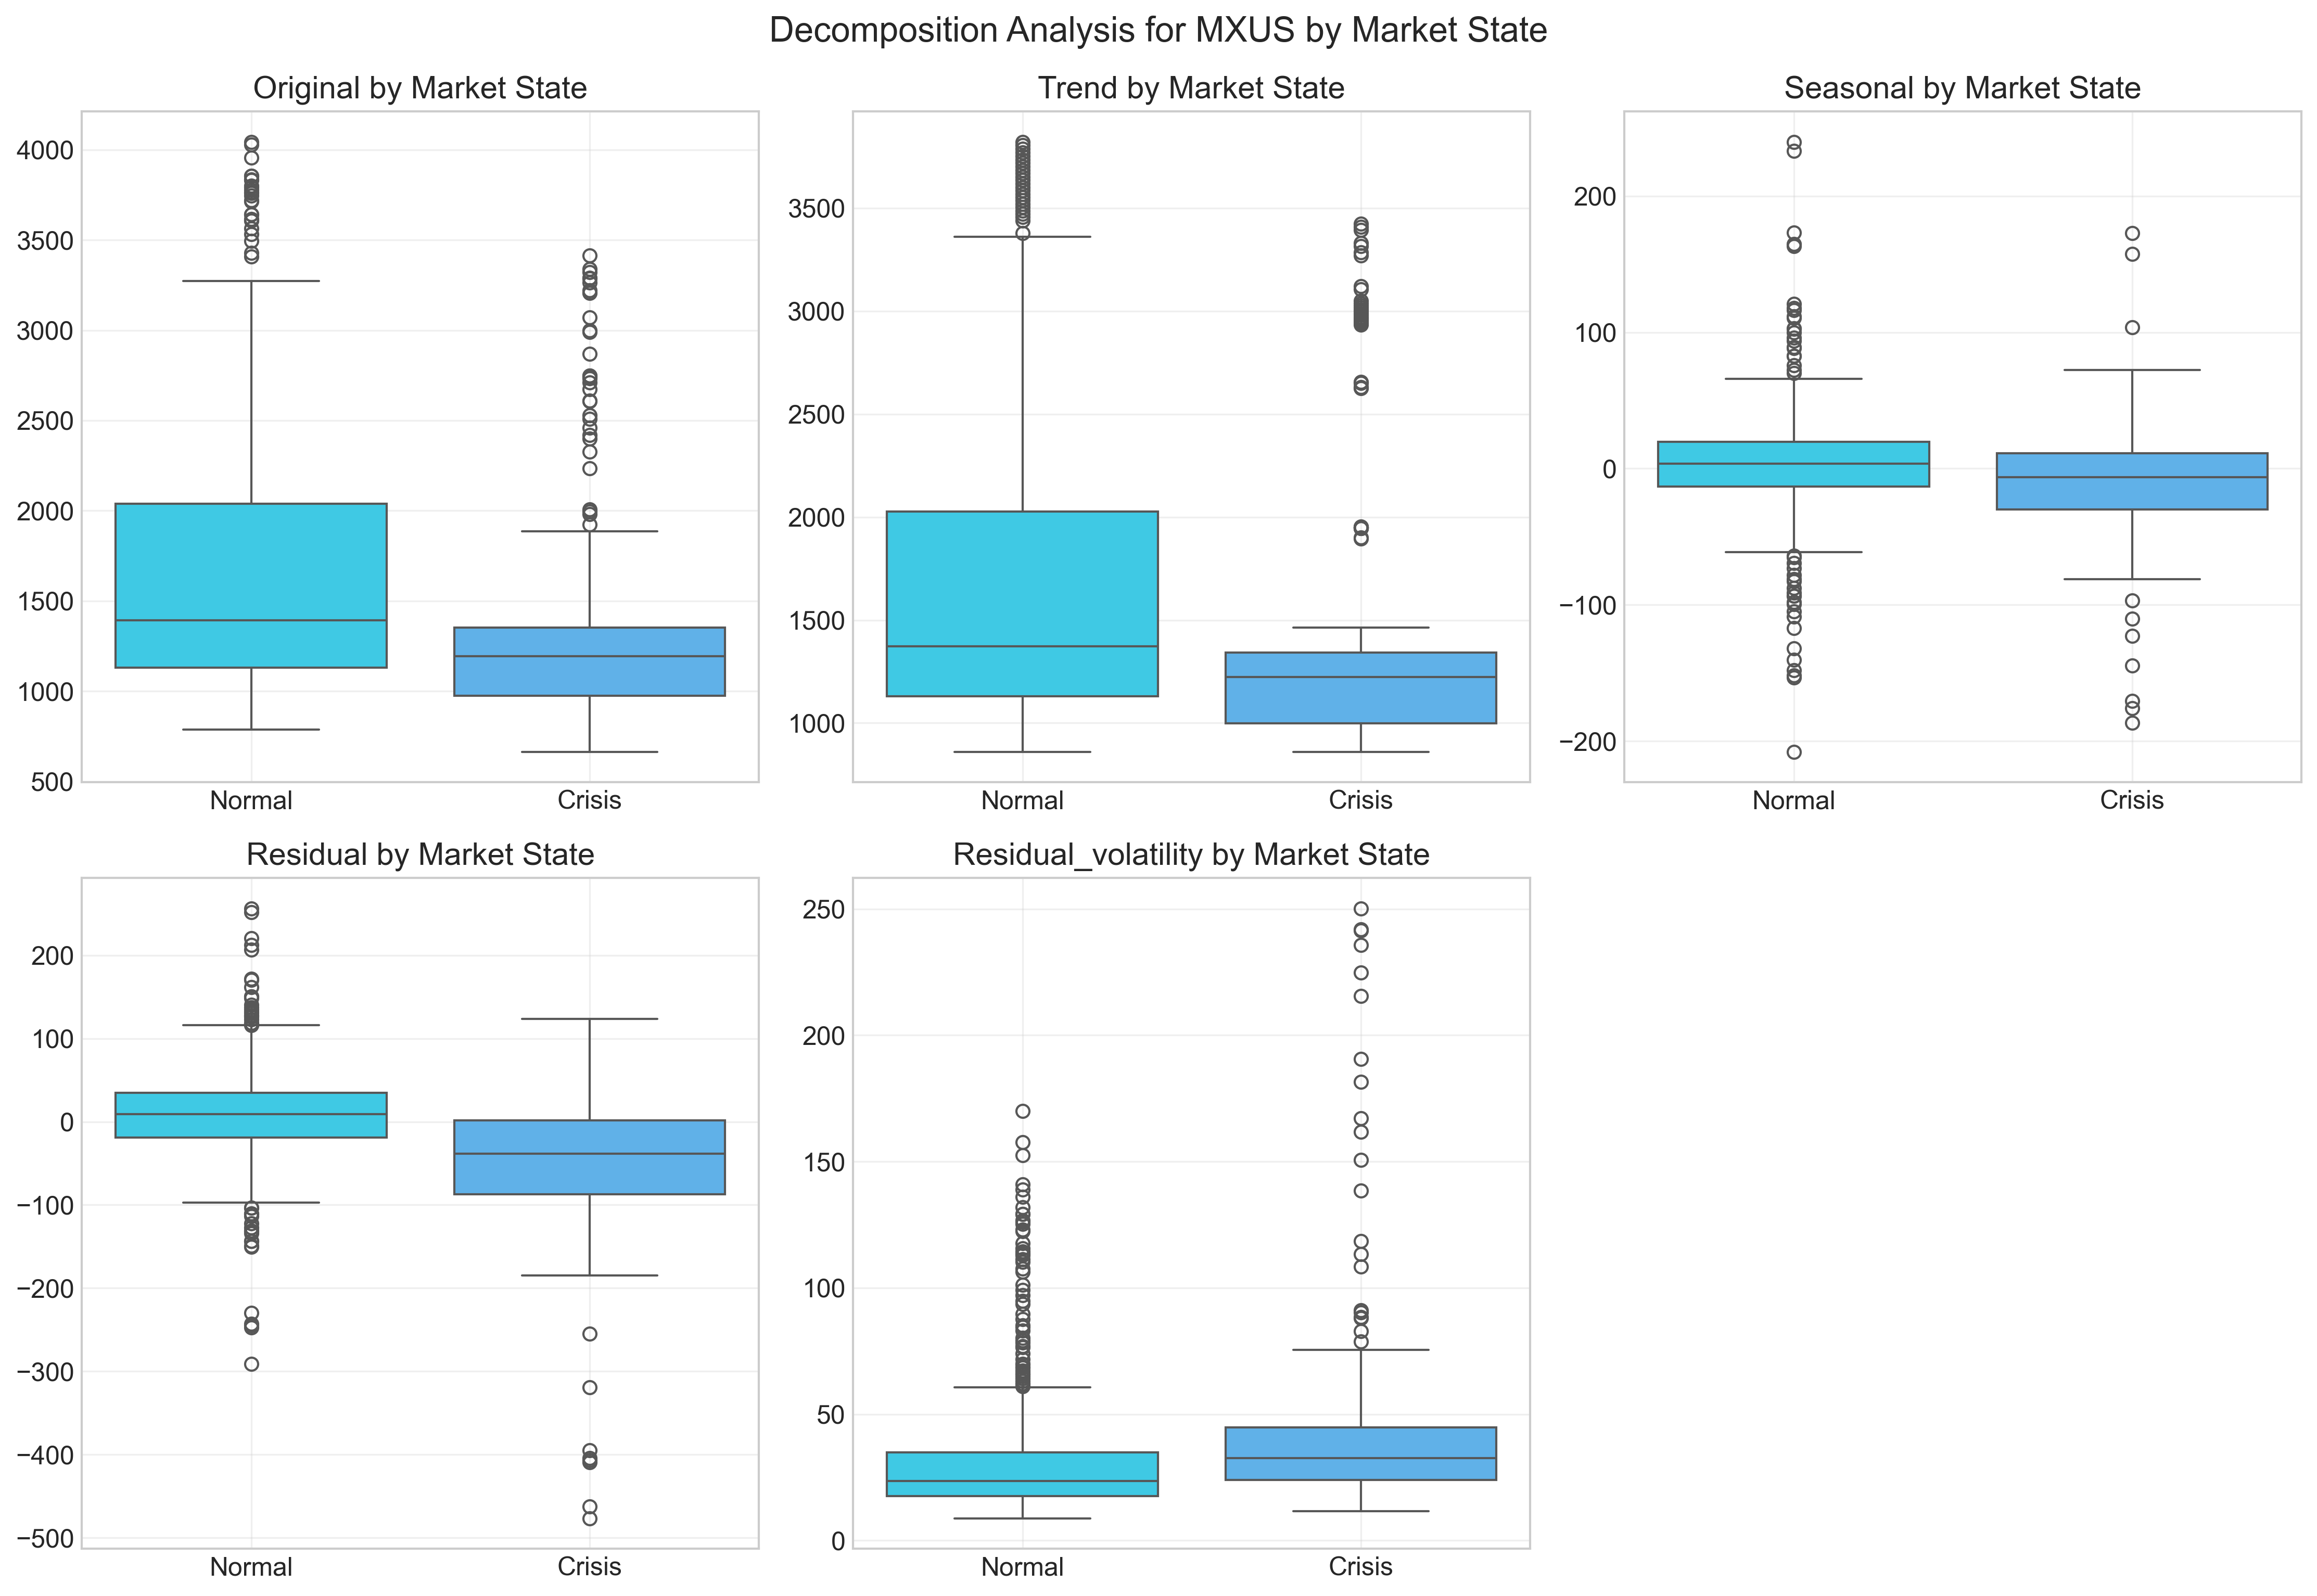 Decomposition Analysis for MXUS by Market State
Original by Market State
4000
3500
3000
2500
2000
1500
1000
500
Normal
Crisis
Trend by Market State
3500
3000
2500
2000
1500
1000
Normal
Crisis
Seasonal by Market State
200
100
0
−100
−200
Normal
Crisis
Residual by Market State
200
100
0
−100
−200
−300
−400
−500
Normal
Crisis
Residual_volatility by Market State
250
200
150
100
50
0
Normal
Crisis